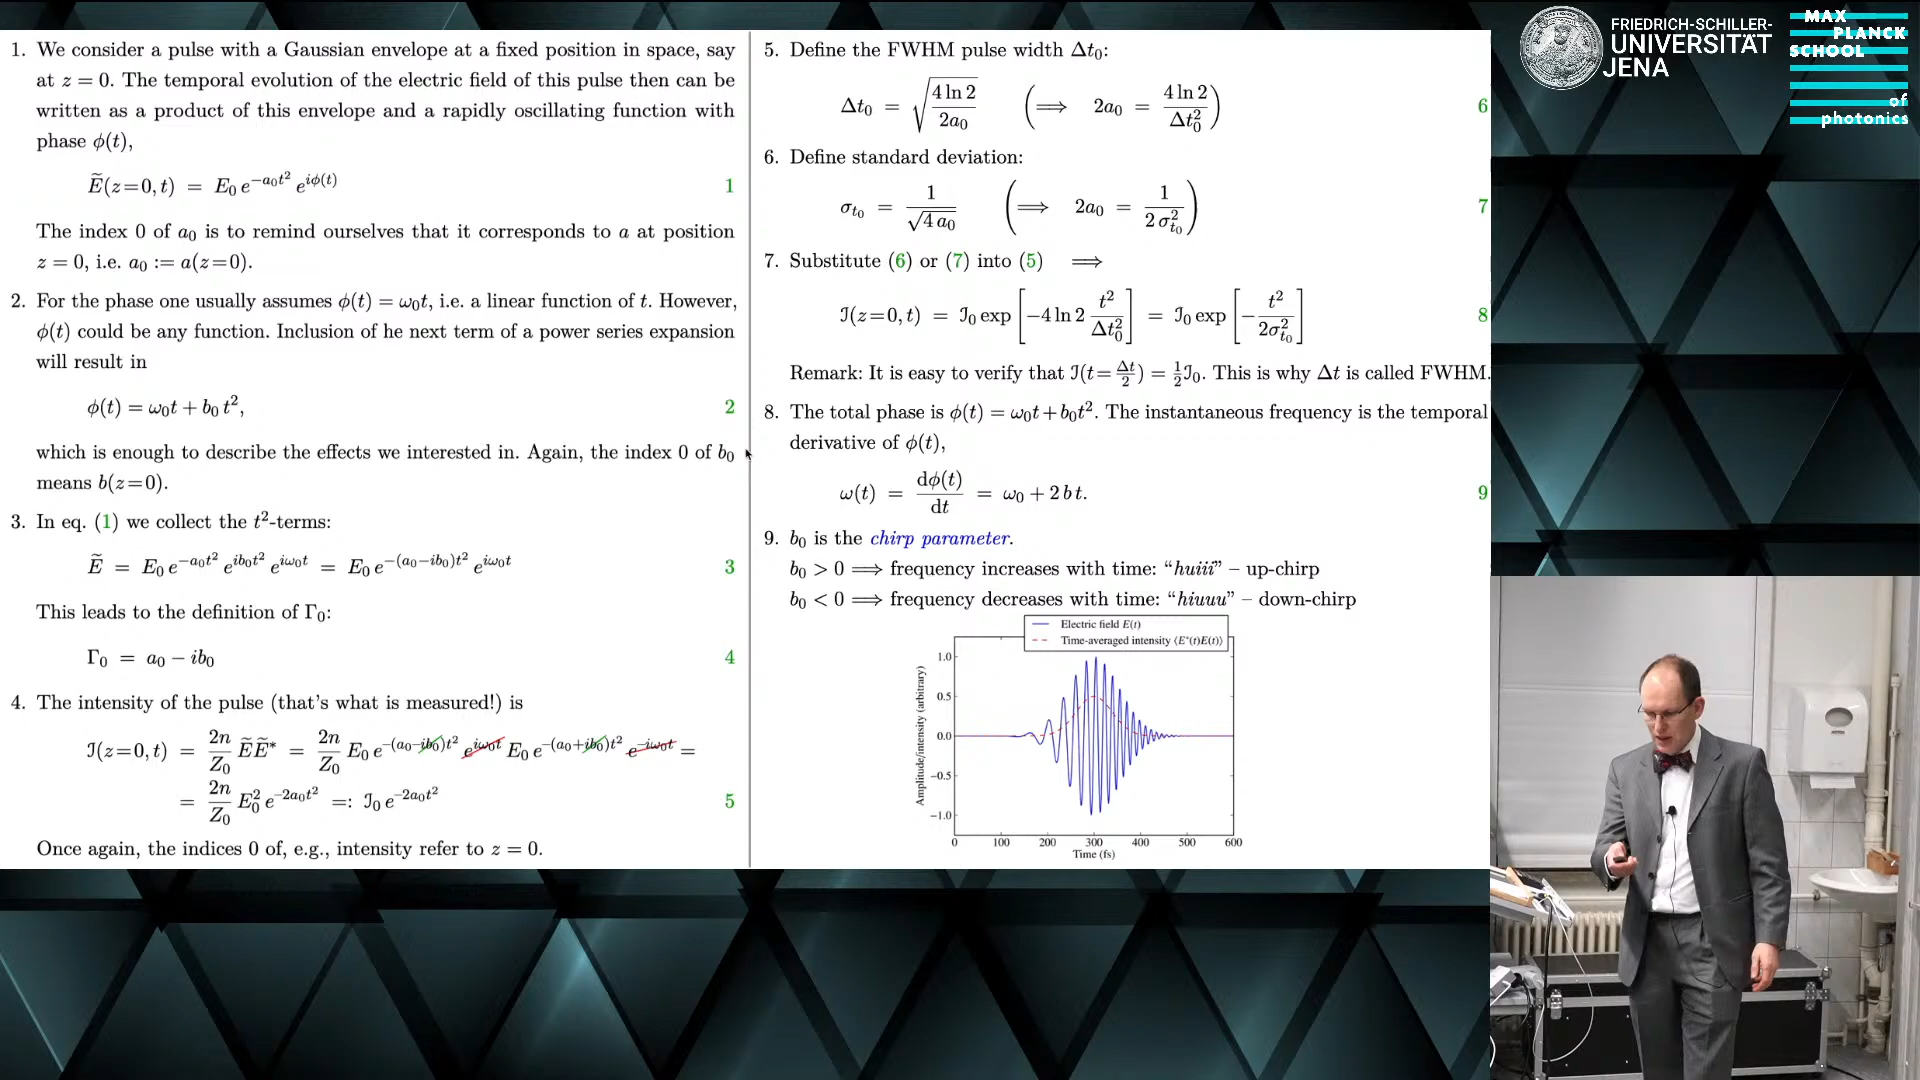 1. We consider a pulse with a Gaussian envelope at a fixed position in space, say
at z = 0. The temporal evolution of the electric field of this pulse then can be
written as a product of this envelope and a rapidly oscillating function with
phase ϕ(t),
Ẽ(z=0, t) = E₀ e^{−a₀t²} e^{iϕ(t)} 1
The index 0 of a₀ is to remind ourselves that it corresponds to a at position
z = 0, i.e. a₀ := a(z=0).
2. For the phase one usually assumes ϕ(t) = ω₀t, i.e. a linear function of t. However,
ϕ(t) could be any function. Inclusion of he next term of a power series expansion
will result in
ϕ(t) = ω₀t + b₀ t², 2
which is enough to describe the effects we interested in. Again, the index 0 of b₀
means b(z=0).
3. In eq. (1) we collect the t²-terms:
Ẽ = E₀ e^{−a₀t²} e^{ib₀t²} e^{iω₀t} = E₀ e^{−(a₀−ib₀)t²} e^{iω₀t} 3
This leads to the definition of Γ₀:
Γ₀ = a₀ − ib₀ 4
4. The intensity of the pulse (that's what is measured!) is
ℐ(z=0, t) = 2n/Z₀ ẼẼ* = 2n/Z₀ E₀ e^{−(a₀−ib₀)t²} e^{iω₀t} E₀ e^{−(a₀+ib₀)t²} e^{−iω₀t} =
= 2n/Z₀ E₀² e^{−2a₀t²} =: ℐ₀ e^{−2a₀t²} 5
Once again, the indices 0 of, e.g., intensity refer to z = 0.
5. Define the FWHM pulse width Δt₀:
Δt₀ = √(4 ln 2 / 2a₀) (⟹ 2a₀ = 4 ln 2 / Δt₀²) 6
6. Define standard deviation:
σ_{t₀} = 1/√(4 a₀) (⟹ 2a₀ = 1 / 2 σ²_{t₀}) 7
7. Substitute (6) or (7) into (5) ⟹
ℐ(z=0, t) = ℐ₀ exp[−4 ln 2 t²/Δt₀²] = ℐ₀ exp[−t²/2σ²_{t₀}] 8
Remark: It is easy to verify that ℐ(t=Δt/2) = ½ℐ₀. This is why Δt is called FWHM.
8. The total phase is ϕ(t) = ω₀t + b₀t². The instantaneous frequency is the temporal
derivative of ϕ(t),
ω(t) = dϕ(t)/dt = ω₀ + 2 b t. 9
9. b₀ is the chirp parameter.
b₀ > 0 ⟹ frequency increases with time: “huiii” – up-chirp
b₀ < 0 ⟹ frequency decreases with time: “hiuuu” – down-chirp
Electric field E(t)
Time-averaged intensity ⟨E*(t)E(t)⟩
Amplitude/intensity (arbitrary)
1.0
0.5
0.0
−0.5
−1.0
0 100 200 300 400 500 600
Time (fs)
FRIEDRICH-SCHILLER-
UNIVERSITÄT
JENA
MAX
PLANCK
SCHOOL
of
photonics